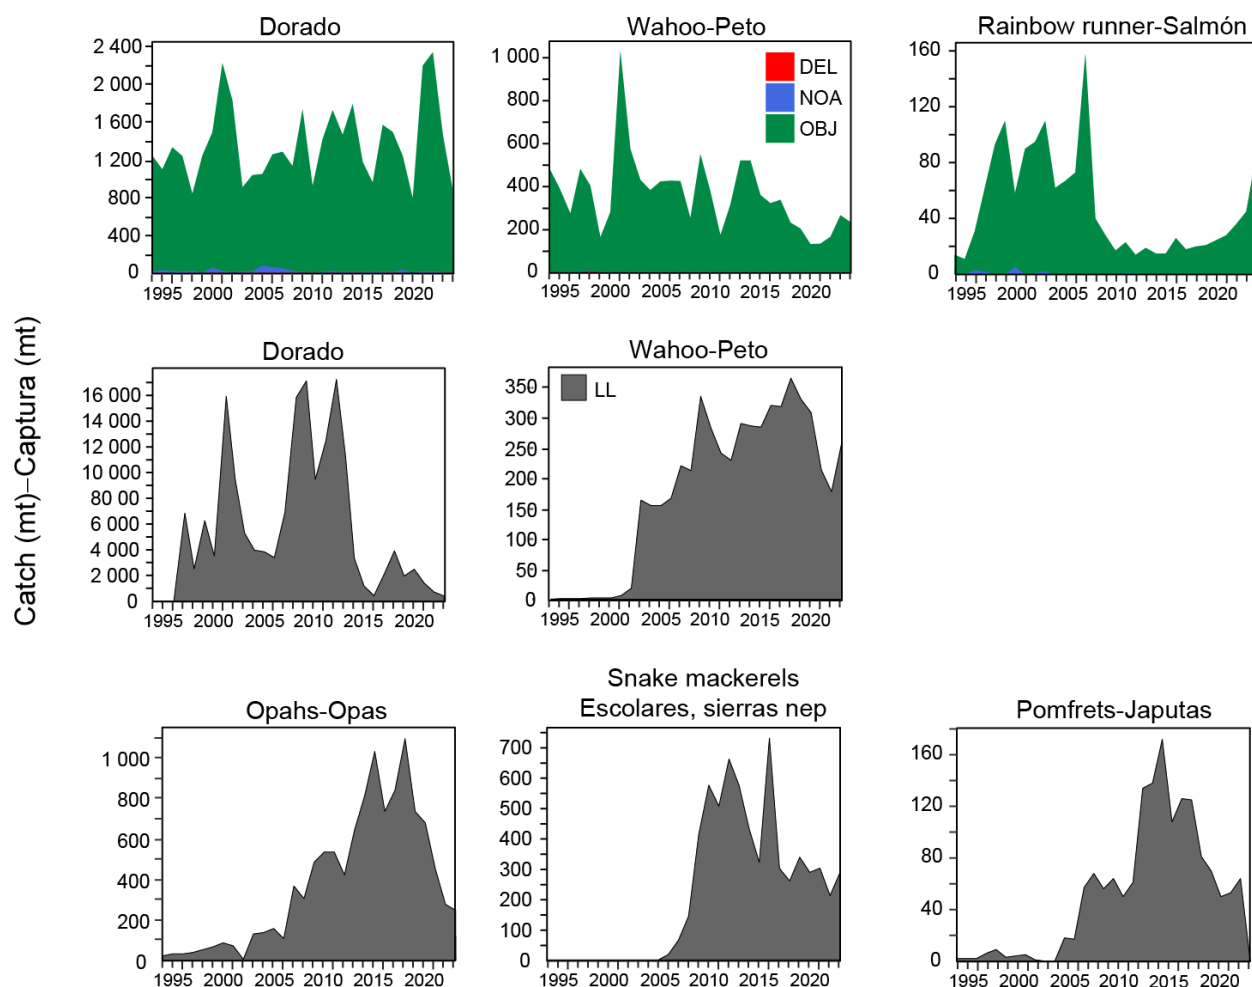 Catch (mt)–Captura (mt)
Dorado
2 400
2 000
1 600
1 200
800
400
0
1995 2000 2005 2010 2015 2020
Wahoo-Peto
1 000
800
600
400
200
0
DEL
NOA
OBJ
1995 2000 2005 2010 2015 2020
Rainbow runner-Salmón
160
120
80
40
0
1995 2000 2005 2010 2015 2020
Dorado
16 000
14 000
12 000
10 000
80 00
6 000
4 000
2 000
0
1995 2000 2005 2010 2015 2020
Wahoo-Peto
350
300
250
200
150
100
50
0
LL
1995 2000 2005 2010 2015 2020
Opahs-Opas
1 000
800
600
400
200
0
1995 2000 2005 2010 2015 2020
Snake mackerels
Escolares, sierras nep
700
600
500
400
300
200
100
0
1995 2000 2005 2010 2015 2020
Pomfrets-Japutas
160
120
80
40
0
1995 2000 2005 2010 2015 2020